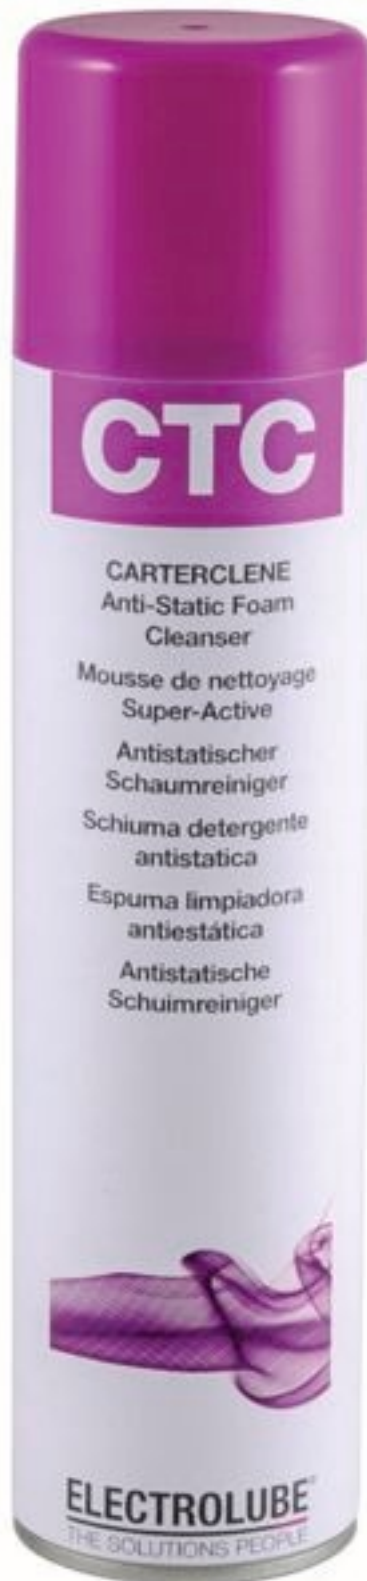 CTC
CARTERCLENE
Anti-Static Foam
Cleanser
Mousse de nettoyage
Super-Active
Antistatischer
Schaumreiniger
Schiuma detergente
antistatica
Espuma limpiadora
antiestática
Antistatische
Schuimreiniger
ELECTROLUBE
THE SOLUTIONS PEOPLE